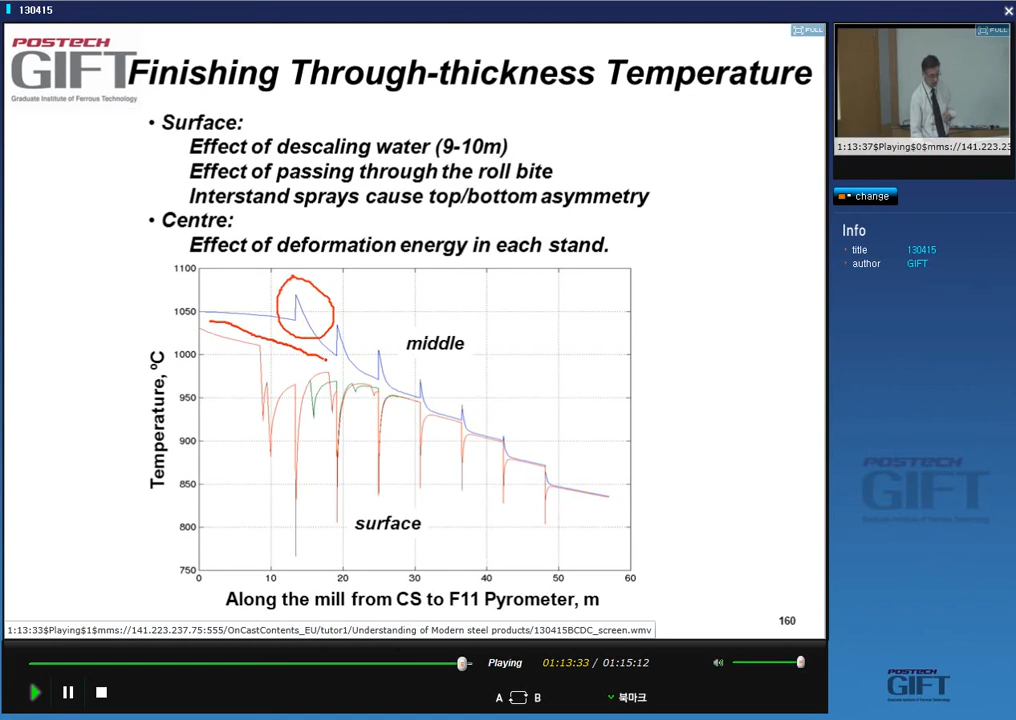 130415
POSTECH
GIFT
Graduate Institute of Ferrous Technology
Finishing Through-thickness Temperature
• Surface:
Effect of descaling water (9-10m)
Effect of passing through the roll bite
Interstand sprays cause top/bottom asymmetry
• Centre:
Effect of deformation energy in each stand.
1100
1050
1000
950
900
850
800
750
Temperature, ºC
middle
surface
0 10 20 30 40 50 60
Along the mill from CS to F11 Pyrometer, m
160
1:13:33$Playing$1$mms://141.223.237.75:555/OnCastContents_EU/tutor1/Understanding of Modern steel products/130415BCDC_screen.wmv
FULL
FULL
1:13:37$Playing$0$mms://141.223.23
change
Info
title 130415
author GIFT
POSTECH
GIFT
Playing 01:13:33 / 01:15:12
A B 북마크
POSTECH
GIFT